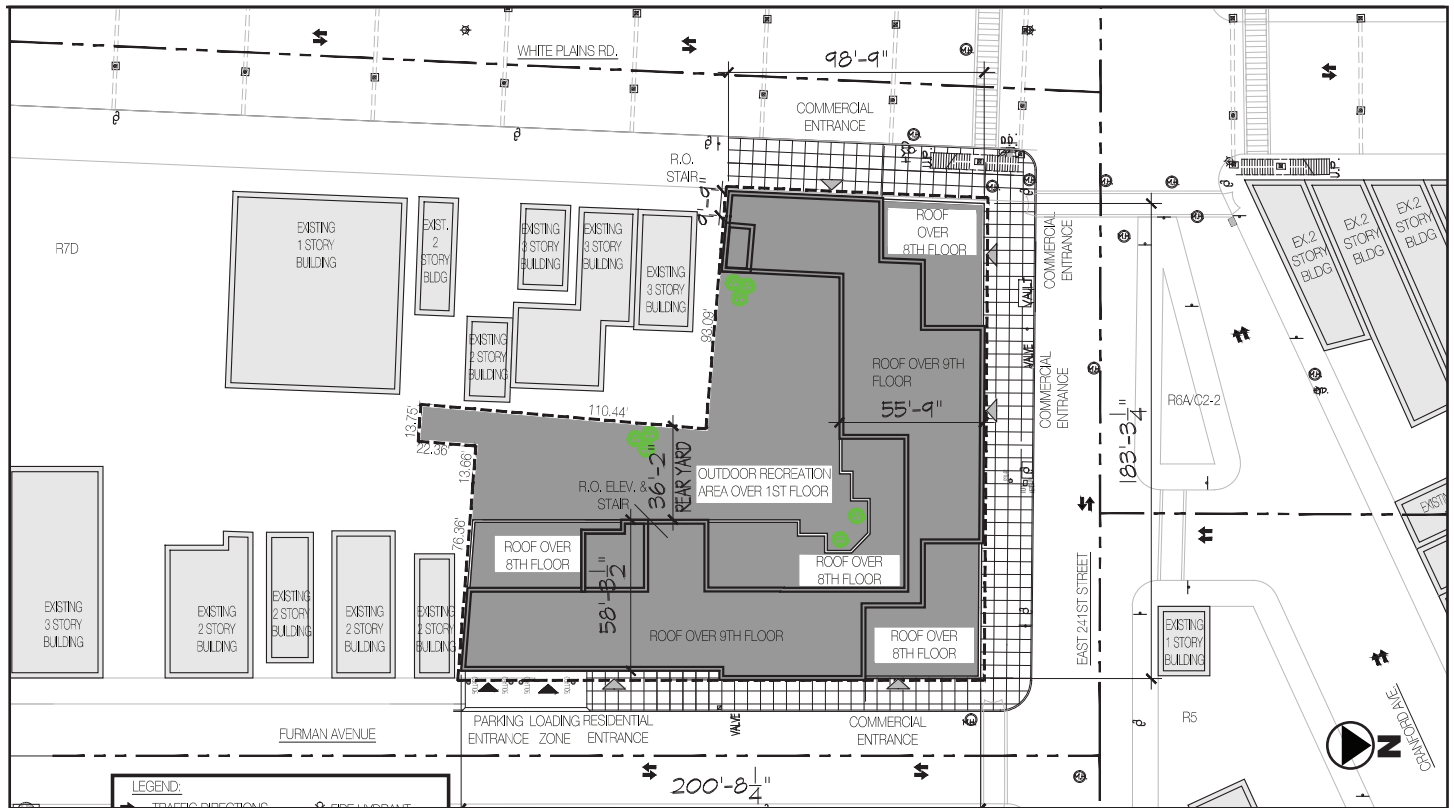 WHITE PLAINS RD.
98'-9"
COMMERCIAL
ENTRANCE
R.O.
STAIR
R7D
EXISTING
1 STORY
BUILDING
EXIST.
2
STORY
BLDG
EXISTING
3 STORY
BUILDING
EXISTING
3 STORY
BUILDING
EXISTING
3 STORY
BUILDING
EXISTING
2 STORY
BUILDING
ROOF
OVER
8TH FLOOR
COMMERCIAL
ENTRANCE
VAULT
VALVE
COMMERCIAL
ENTRANCE
EX.2
STORY
BLDG
EX.2
STORY
BLDG
EX.2
STORY
BLDG
93.09'
ROOF OVER 9TH
FLOOR
55'-9"
R6A/C2-2
183'-3 1/4"
110.44'
13.75'
22.36'
13.66'
76.36'
36'-2"
REAR YARD
OUTDOOR RECREATION
AREA OVER 1ST FLOOR
R.O. ELEV. &
STAIR
ROOF OVER
8TH FLOOR
ROOF OVER
8TH FLOOR
58'-3 1/2"
ROOF OVER 9TH FLOOR
ROOF OVER
8TH FLOOR
EXISTING
3 STORY
BUILDING
EXISTING
2 STORY
BUILDING
EXISTING
2 STORY
BUILDING
EXISTING
2 STORY
BUILDING
EXISTING
2 STORY
BUILDING
EAST 241ST STREET
EXISTING
1 STORY
BUILDING
R5
CRANFORD AVE.
N
FURMAN AVENUE
PARKING
ENTRANCE
LOADING
ZONE
RESIDENTIAL
ENTRANCE
VALVE
COMMERCIAL
ENTRANCE
200'-8 1/4"
LEGEND:
TRAFFIC DIRECTIONS
FIRE HYDRANT